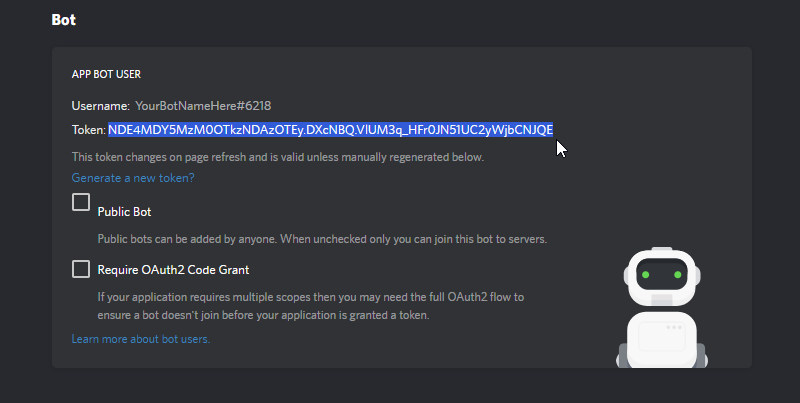 Bot
APP BOT USER
Username: YourBotNameHere#6218
Token: NDE4MDY5MzM0OTkzNDAzOTEy.DXcNBQ.VlUM3q_HFr0JN51UC2yWjbCNJQE
This token changes on page refresh and is valid unless manually regenerated below.
Generate a new token?
Public Bot
Public bots can be added by anyone. When unchecked only you can join this bot to servers.
Require OAuth2 Code Grant
If your application requires multiple scopes then you may need the full OAuth2 flow to
ensure a bot doesn't join before your application is granted a token.
Learn more about bot users.